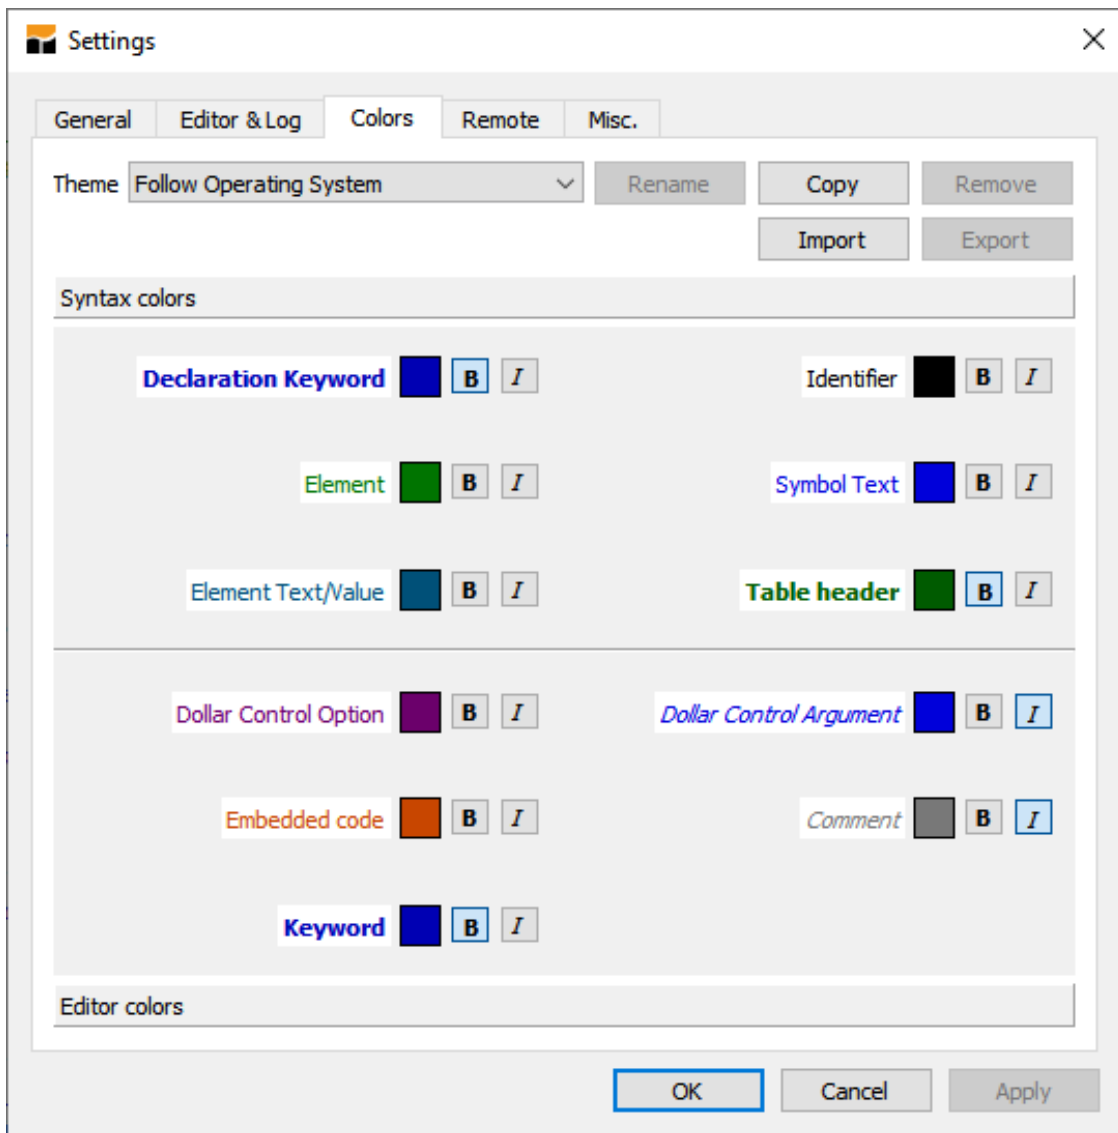 Settings
General Editor & Log Colors Remote Misc.
Theme Follow Operating System Rename Copy Remove
Import Export
Syntax colors
Declaration Keyword B I Identifier B I
Element B I Symbol Text B I
Element Text/Value B I Table header B I
Dollar Control Option B I Dollar Control Argument B I
Embedded code B I Comment B I
Keyword B I
Editor colors
OK Cancel Apply